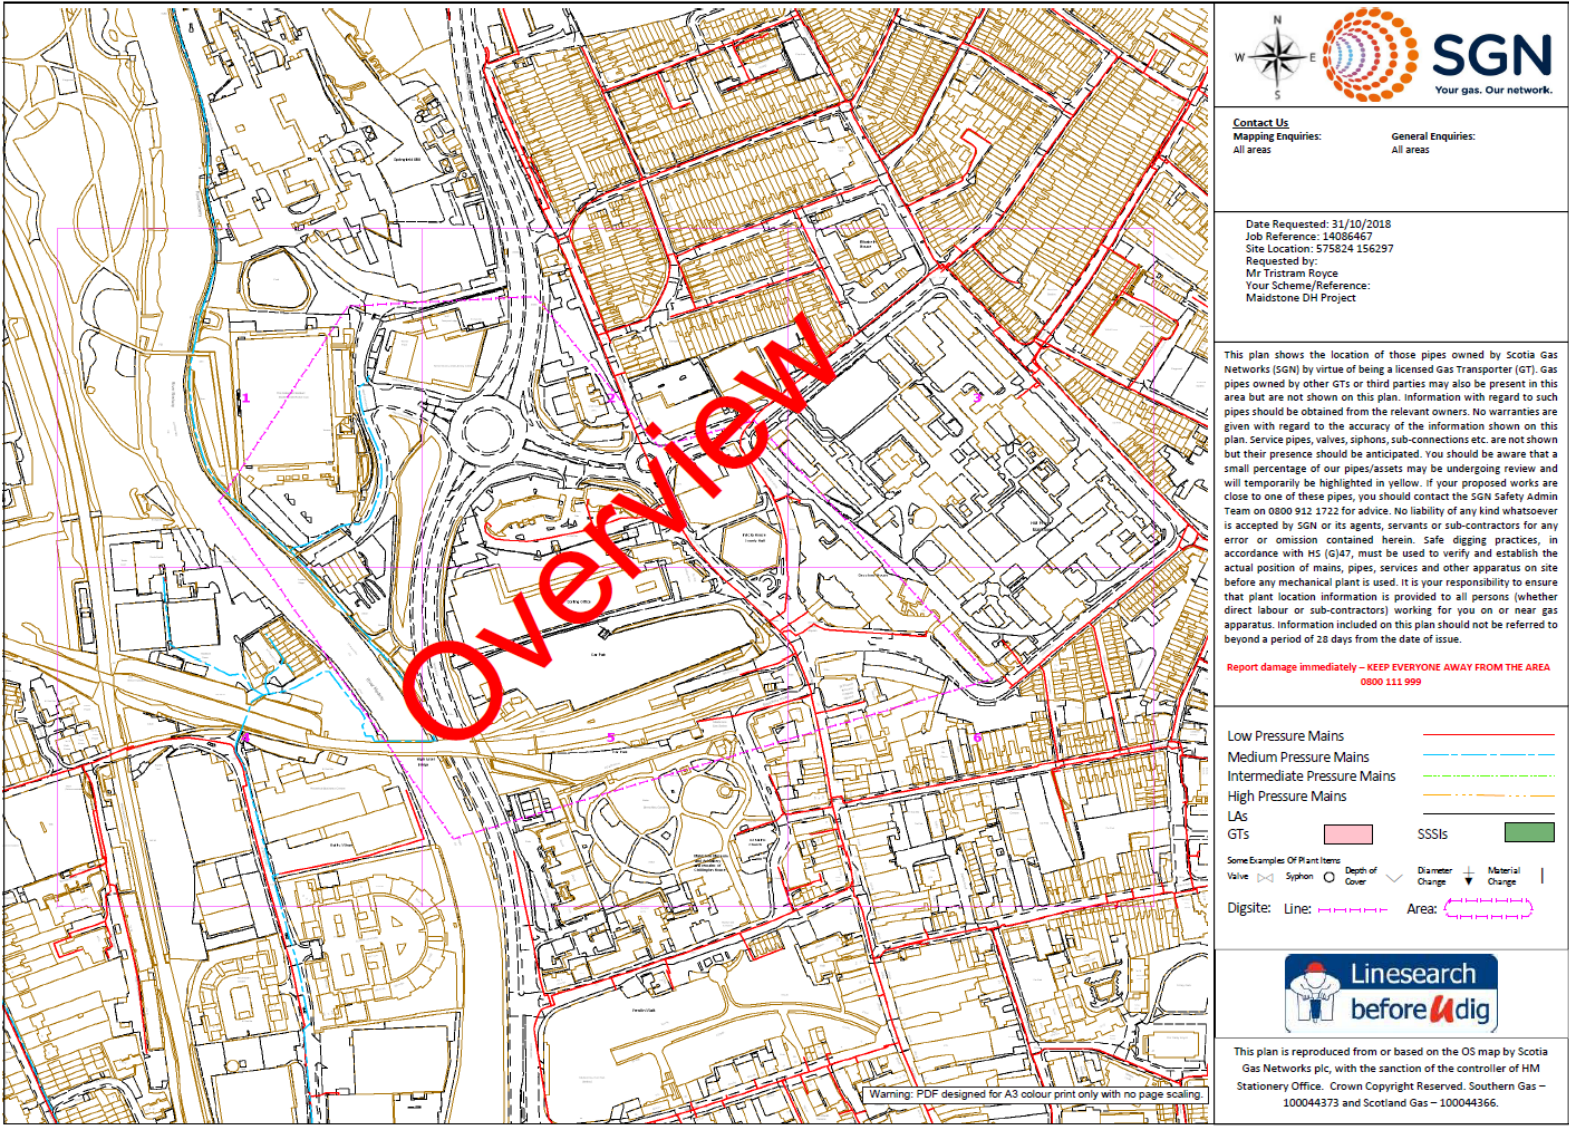 N
W E
S
SGN
Your gas. Our network.
Contact Us
Mapping Enquiries: General Enquiries:
All areas All areas
Date Requested: 31/10/2018
Job Reference: 14086467
Site Location: 575824 156297
Requested by:
Mr Tristram Royce
Your Scheme/Reference:
Maidstone DH Project
This plan shows the location of those pipes owned by Scotia Gas
Networks (SGN) by virtue of being a licensed Gas Transporter (GT). Gas
pipes owned by other GTs or third parties may also be present in this
area but are not shown on this plan. Information with regard to such
pipes should be obtained from the relevant owners. No warranties are
given with regard to the accuracy of the information shown on this
plan. Service pipes, valves, siphons, sub-connections etc. are not shown
but their presence should be anticipated. You should be aware that a
small percentage of our pipes/assets may be undergoing review and
will temporarily be highlighted in yellow. If your proposed works are
close to one of these pipes, you should contact the SGN Safety Admin
Team on 0800 912 1722 for advice. No liability of any kind whatsoever
is accepted by SGN or its agents, servants or sub-contractors for any
error or omission contained herein. Safe digging practices, in
accordance with HS (G)47, must be used to verify and establish the
actual position of mains, pipes, services and other apparatus on site
before any mechanical plant is used. It is your responsibility to ensure
that plant location information is provided to all persons (whether
direct labour or sub-contractors) working for you on or near gas
apparatus. Information included on this plan should not be referred to
beyond a period of 28 days from the date of issue.
Report damage immediately – KEEP EVERYONE AWAY FROM THE AREA
0800 111 999
Low Pressure Mains
Medium Pressure Mains
Intermediate Pressure Mains
High Pressure Mains
LAs
GTs SSSIs
Some Examples Of Plant Items
Valve Syphon Depth of Cover Diameter Change Material Change
Digsite: Line: Area:
Linesearch
before U dig
This plan is reproduced from or based on the OS map by Scotia
Gas Networks plc, with the sanction of the controller of HM
Stationery Office. Crown Copyright Reserved. Southern Gas –
100044373 and Scotland Gas – 100044366.
Overview
1
2
3
4
5
6
Car Park
Warning: PDF designed for A3 colour print only with no page scaling.